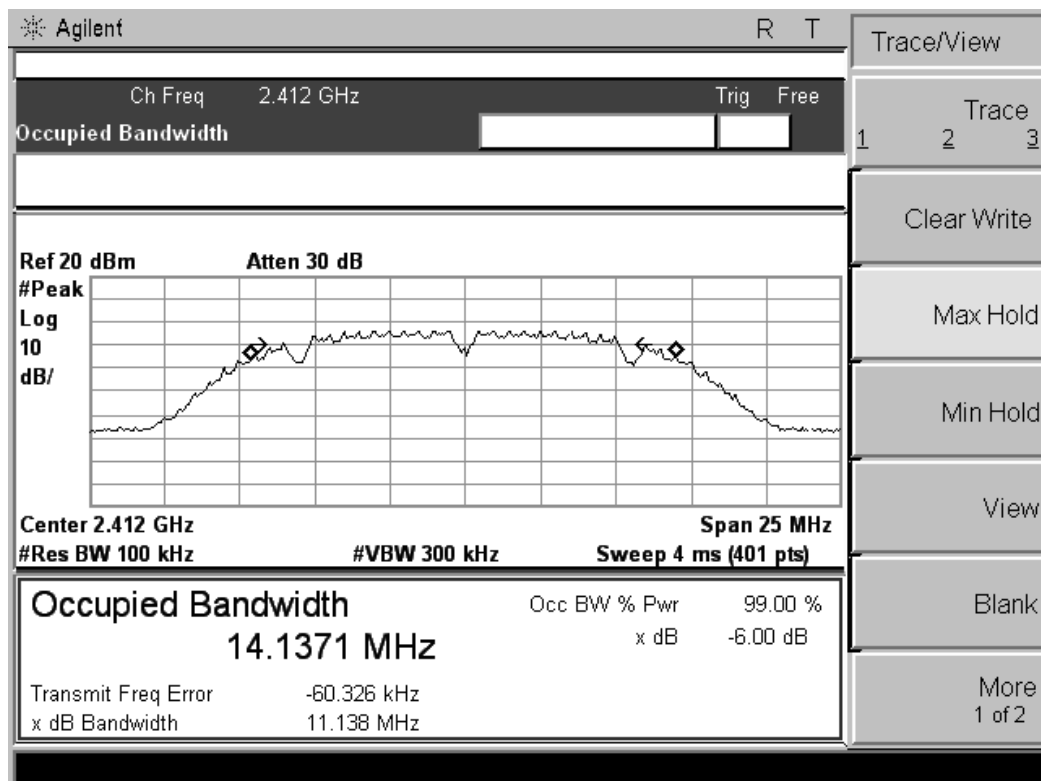 Agilent R T
Ch Freq 2.412 GHz Trig Free
Occupied Bandwidth
Ref 20 dBm Atten 30 dB
#Peak
Log
10
dB/
Center 2.412 GHz Span 25 MHz
#Res BW 100 kHz #VBW 300 kHz Sweep 4 ms (401 pts)
Occupied Bandwidth Occ BW % Pwr 99.00 %
14.1371 MHz x dB -6.00 dB
Transmit Freq Error -60.326 kHz
x dB Bandwidth 11.138 MHz
Trace/View
Trace
1 2 3
Clear Write
Max Hold
Min Hold
View
Blank
More
1 of 2